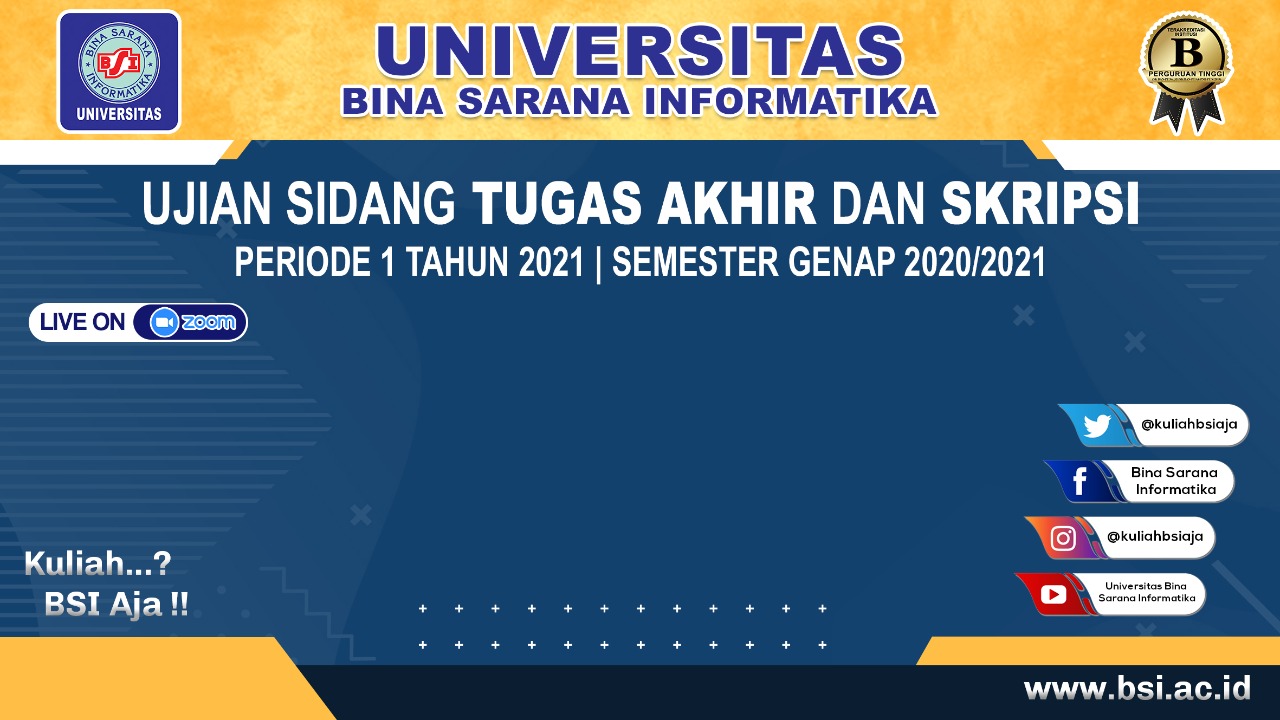 BINA SARANA
BSI
INFORMATIKA
UNIVERSITAS
UNIVERSITAS
BINA SARANA INFORMATIKA
TERAKREDITASI
INSTITUSI
B
PERGURUAN TINGGI
UJIAN SIDANG TUGAS AKHIR DAN SKRIPSI
PERIODE 1 TAHUN 2021 | SEMESTER GENAP 2020/2021
LIVE ON zoom
@kuliahbsiaja
Bina Sarana
Informatika
@kuliahbsiaja
Universitas Bina
Sarana Informatika
Kuliah...?
BSI Aja !!
www.bsi.ac.id